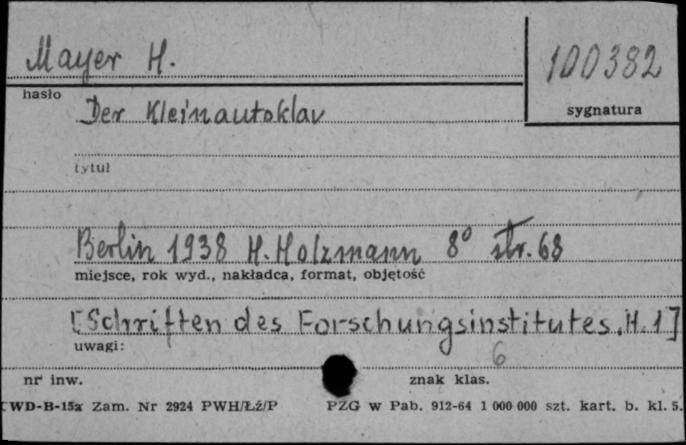 Mayer H.
100382
hasło
sygnatura
Der Kleinautoklav
tytuł
Berlin 1938 H. Holzmann 8° str. 68
miejsce, rok wyd., nakładca, format, objętość
[Schriften des Forschungsinstitutes, H. 1]
uwagi:
6
nr inw.
znak klas.
WD-B-15a Zam. Nr 2924 PWH/Łź/P PZG w Pab. 912-64 1 000 000 szt. kart. b. kl. 5.